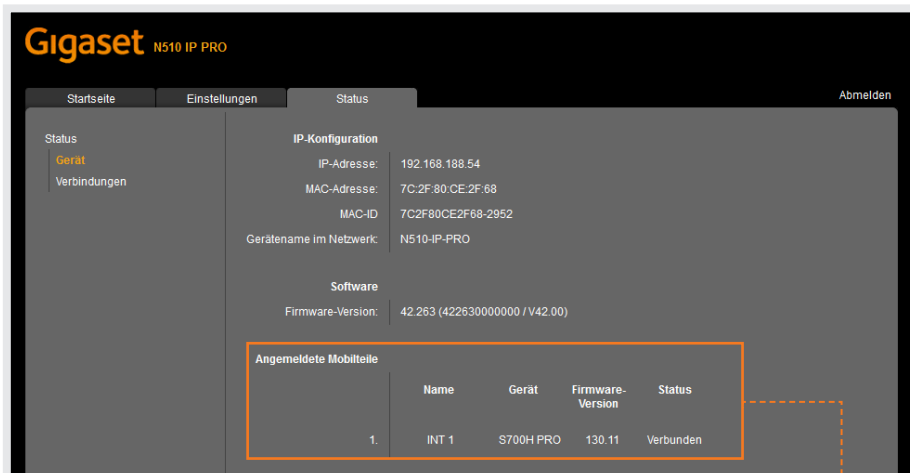 Gigaset N510 IP PRO
Startseite Einstellungen Status Abmelden
Status
Gerät
Verbindungen
IP-Konfiguration
IP-Adresse: 192.168.188.54
MAC-Adresse: 7C:2F:80:CE:2F:68
MAC-ID 7C2F80CE2F68-2952
Gerätename im Netzwerk: N510-IP-PRO
Software
Firmware-Version: 42.263 (422630000000 / V42.00)
Angemeldete Mobilteile
Name Gerät Firmware-Version Status
1. INT 1 S700H PRO 130.11 Verbunden